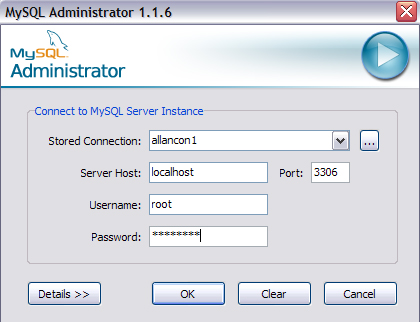 MySQL Administrator 1.1.6
MySQL
Administrator
Connect to MySQL Server Instance
Stored Connection: allancon1 ...
Server Host: localhost Port: 3306
Username: root
Password: ********
Details >> OK Clear Cancel